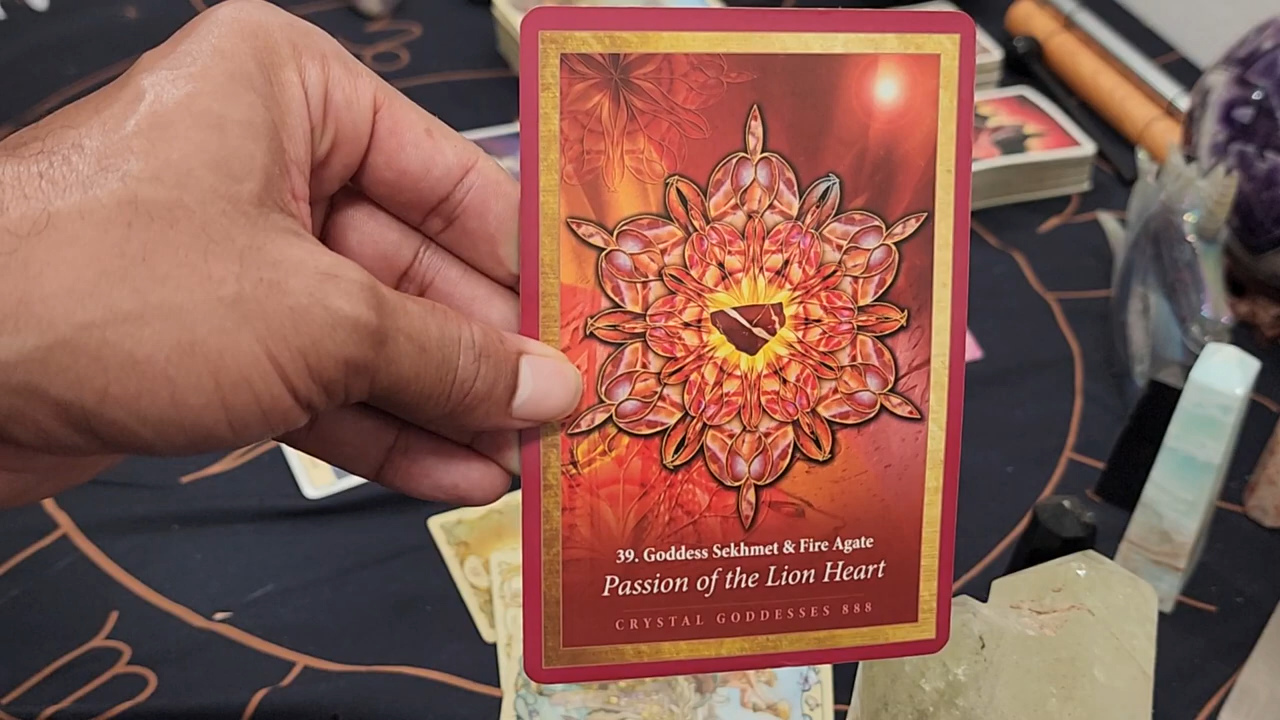 39. Goddess Sekhmet & Fire Agate
Passion of the Lion Heart
CRYSTAL GODDESSES 888